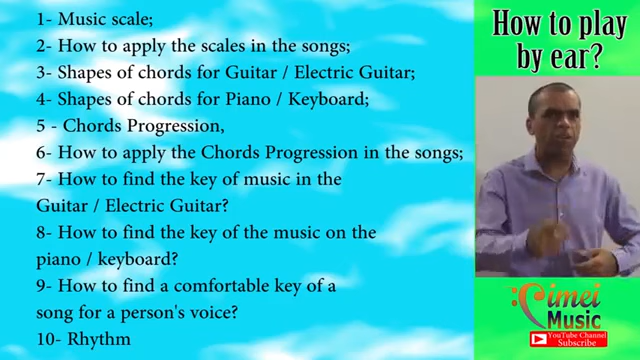 1- Music scale;
2- How to apply the scales in the songs;
3- Shapes of chords for Guitar / Electric Guitar;
4- Shapes of chords for Piano / Keyboard;
5 - Chords Progression,
6- How to apply the Chords Progression in the songs;
7- How to find the key of music in the
Guitar / Electric Guitar?
8- How to find the key of the music on the
piano / keyboard?
9- How to find a comfortable key of a
song for a person's voice?
10- Rhythm
How to play
by ear?
Cimei
Music
YouTube Channel
Subscribe